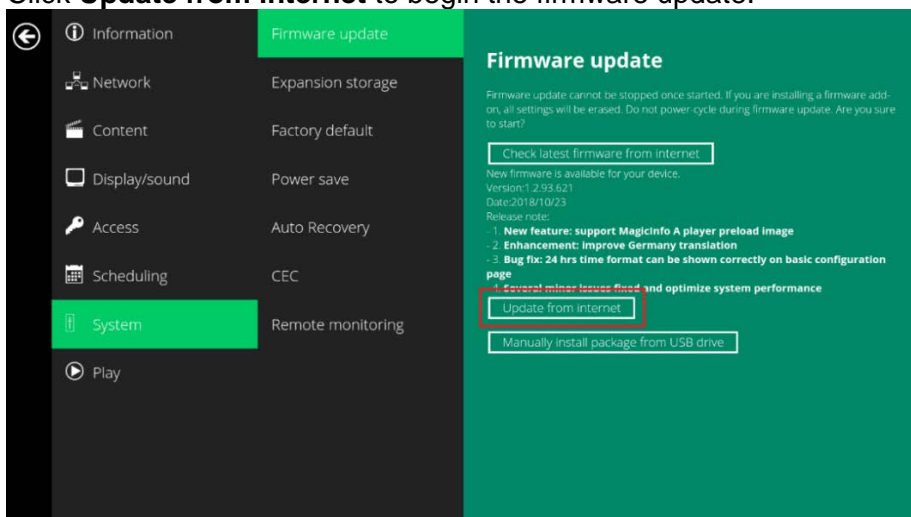 Click Update from internet to begin the firmware update.
Information
Network
Content
Display/sound
Access
Scheduling
System
Play
Firmware update
Expansion storage
Factory default
Power save
Auto Recovery
CEC
Remote monitoring
Firmware update
Firmware update cannot be stopped once started. If you are installing a firmware add-
on, all settings will be erased. Do not power-cycle during firmware update. Are you sure
to start?
Check latest firmware from internet
New firmware is available for your device.
Version:1.2.93.621
Date:2018/10/23
Release note:
- 1. New feature: support MagicInfo A player preload image
- 2. Enhancement: improve Germany translation
- 3. Bug fix: 24 hrs time format can be shown correctly on basic configuration
page
- 4. Several minor issues fixed and optimize system performance
Update from internet
Manually install package from USB drive